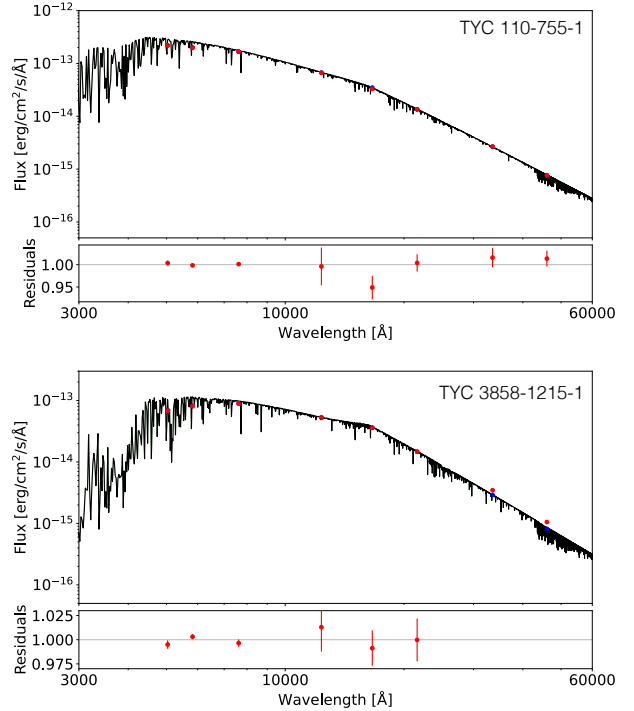 TYC 110-755-1
10⁻¹³
10⁻¹⁴
10⁻¹⁵
10⁻¹⁶
Flux [erg/cm²/s/Å]
1.00
0.95
Residuals
3000 10000 60000
Wavelength [Å]
TYC 3858-1215-1
10⁻¹³
10⁻¹⁴
10⁻¹⁵
10⁻¹⁶
Flux [erg/cm²/s/Å]
1.025
1.000
0.975
Residuals
3000 10000 60000
Wavelength [Å]